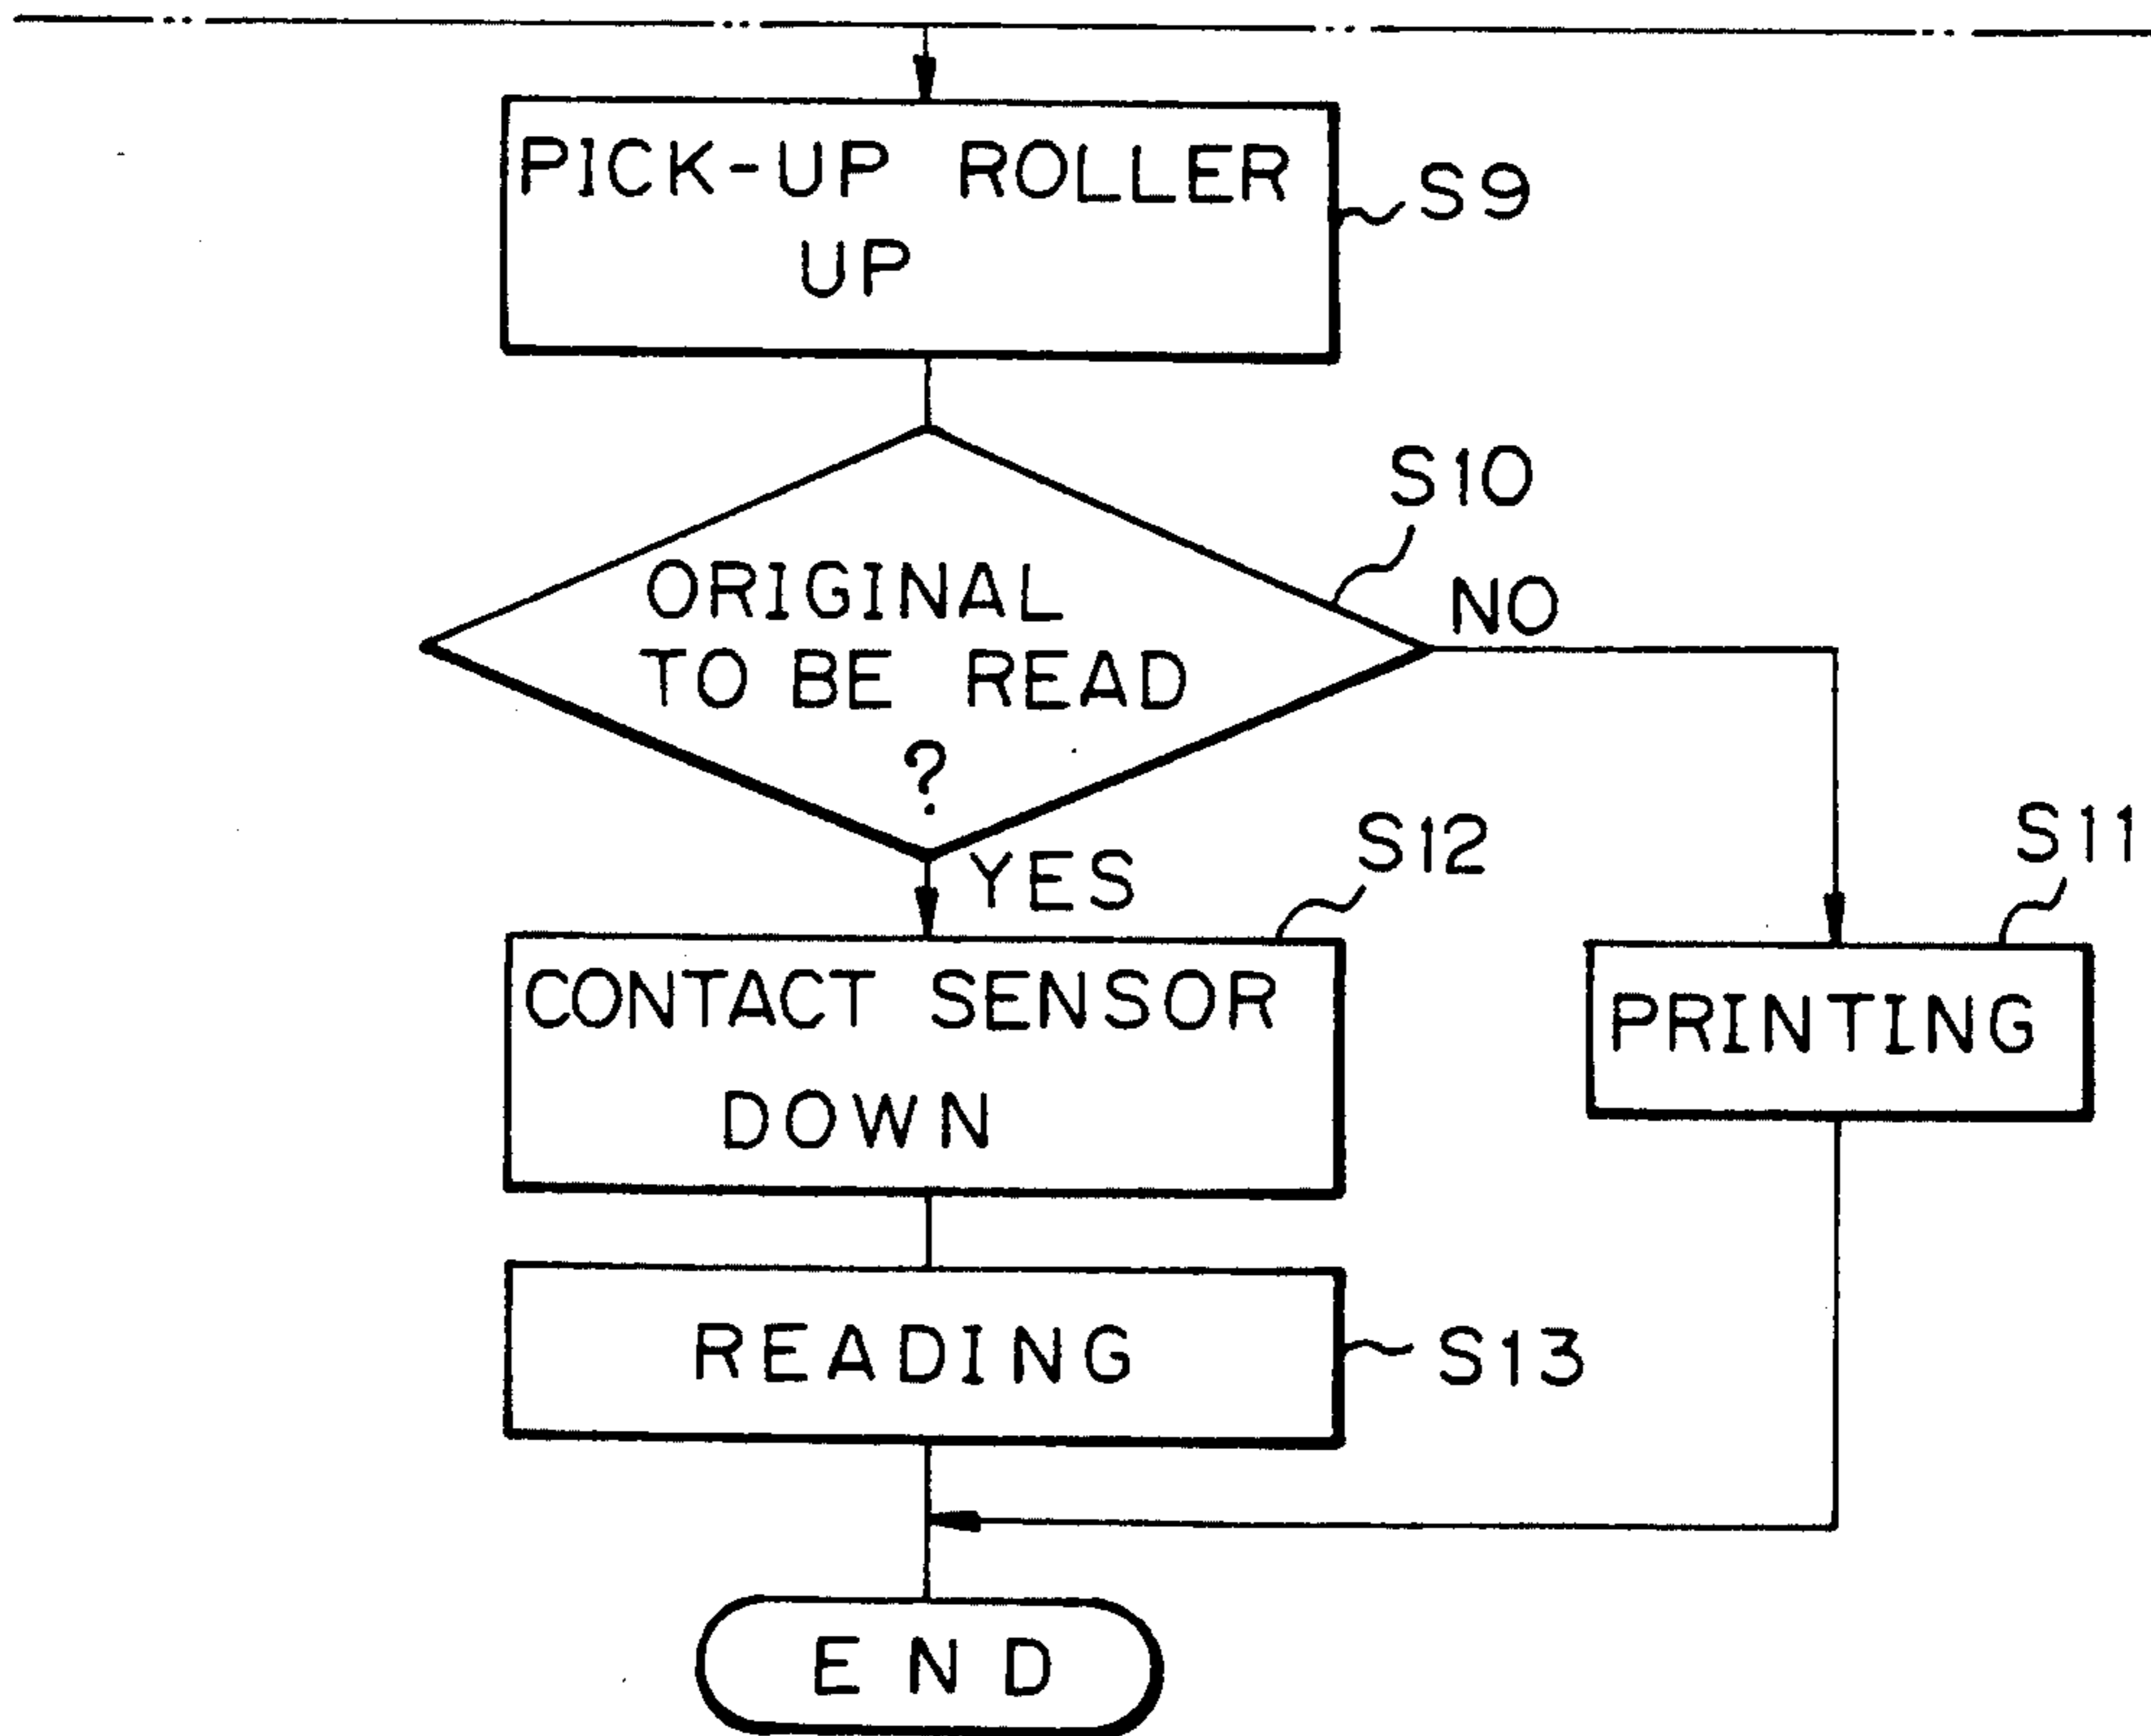 PICK-UP ROLLER
UP
S9
S10
ORIGINAL
TO BE READ
?
NO
YES
S12
S11
CONTACT SENSOR
DOWN
PRINTING
READING
S13
END